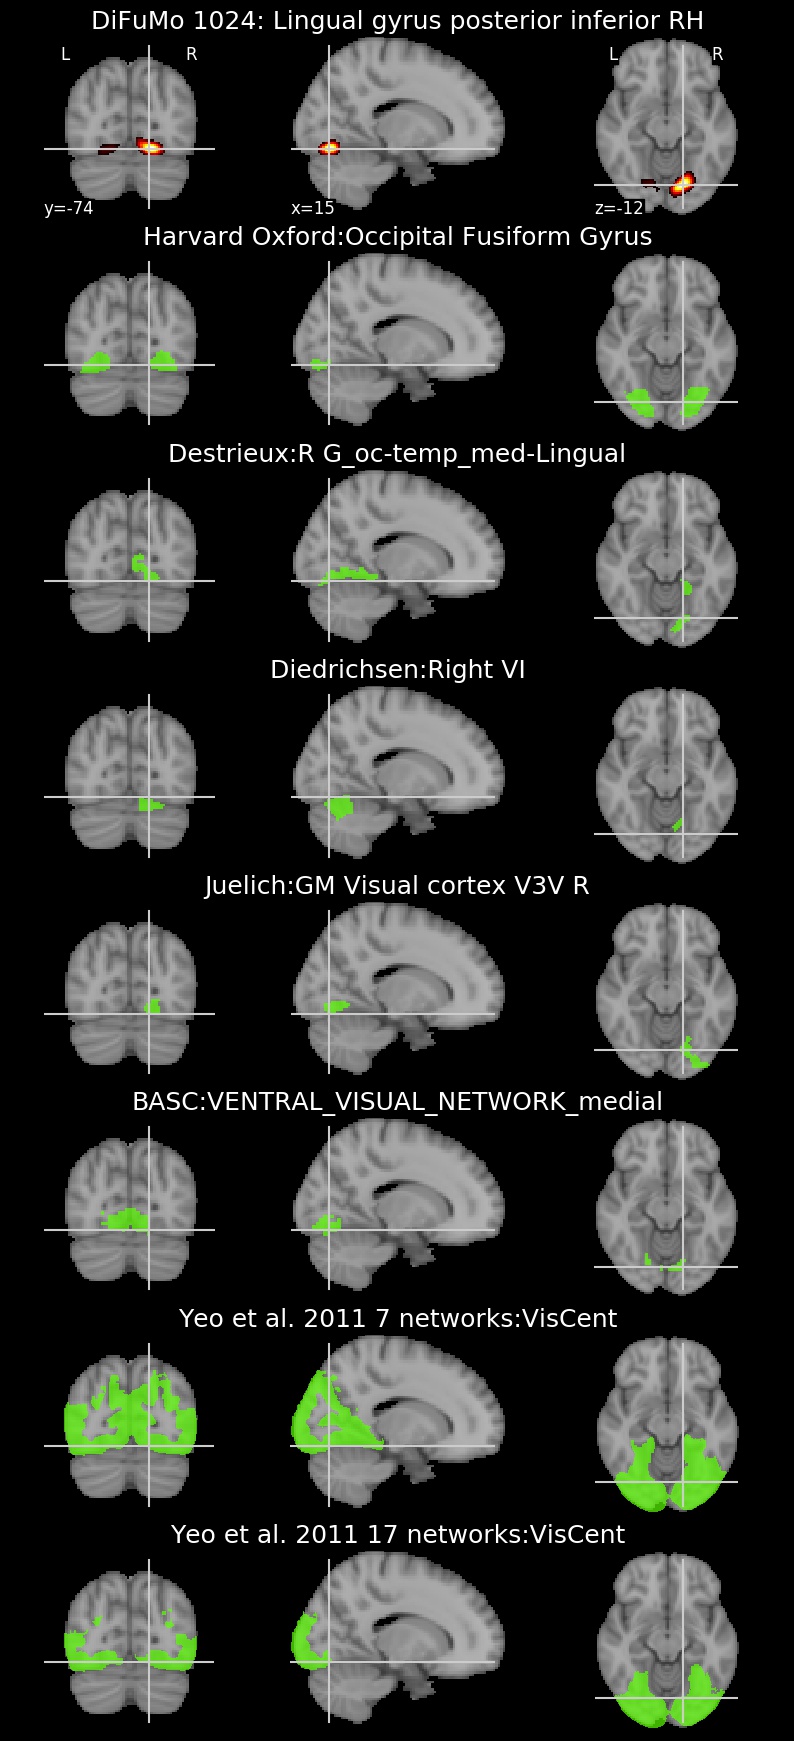 DiFuMo 1024: Lingual gyrus posterior inferior RH
L R L R
y=-74 x=15 z=-12
Harvard Oxford:Occipital Fusiform Gyrus
Destrieux:R G_oc-temp_med-Lingual
Diedrichsen:Right VI
Juelich:GM Visual cortex V3V R
BASC:VENTRAL_VISUAL_NETWORK_medial
Yeo et al. 2011 7 networks:VisCent
Yeo et al. 2011 17 networks:VisCent